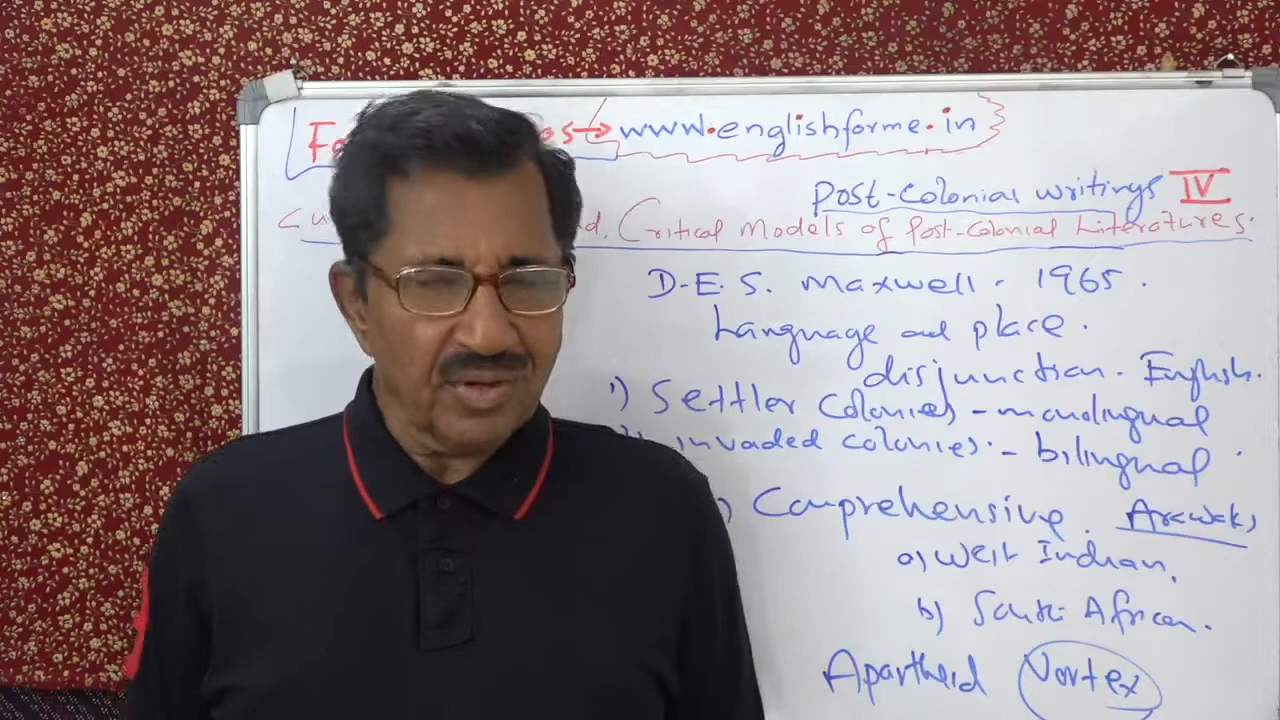 www.englishforme.in
Post-Colonial writings IV
Critical Models of Post-Colonial Literatures.
D.E.S. Maxwell. 1965.
Language and place.
disjunction. English.
1) Settler Colonies - monolingual
invaded colonies. - bilingual
Comprehensive. Arawaks
a) West Indian,
b) South African.
Apartheid Vortex